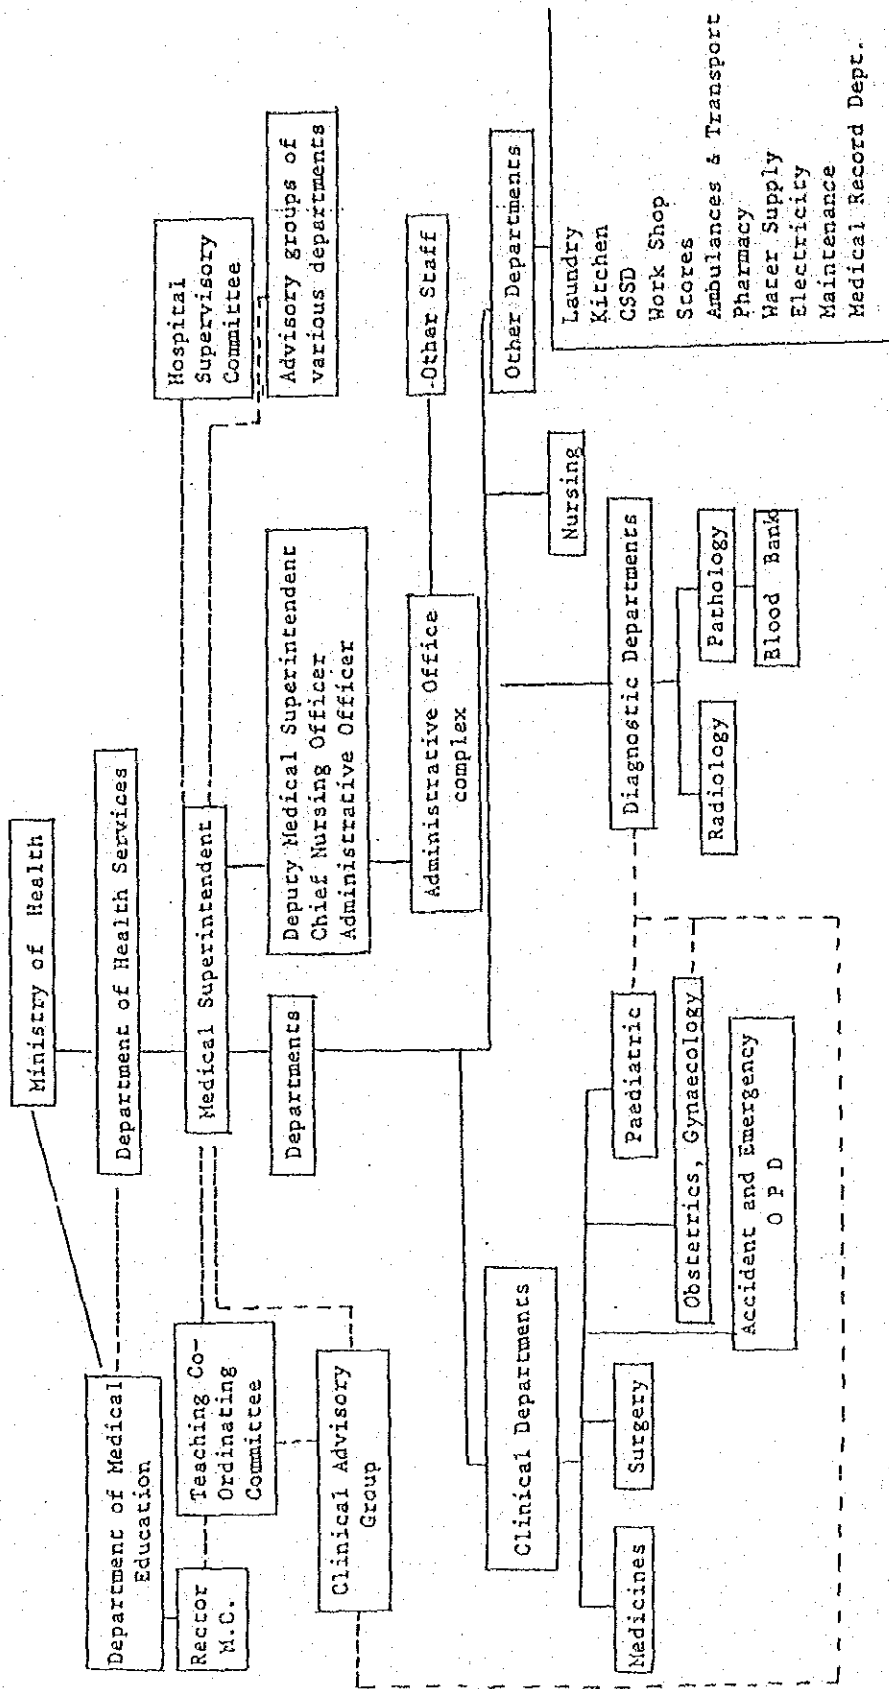 Ministry of Health
Department of Health Services
Department of Medical
Education
Rector
M.C.
Teaching Co-
Ordinating
Committee
Medical Superintendent
Hospital
Supervisory
Committee
Clinical Advisory
Group
Departments
Deputy Medical Superintendent
Chief Nursing Officer
Administrative Officer
Advisory groups of
various departments
Administrative Office
complex
Other Staff
Clinical Departments
Nursing
Other Departments
Medicines
Surgery
Paediatric
Obstetrics, Gynaecology
Accident and Emergency
O P D
Diagnostic Departments
Radiology
Pathology
Blood Bank
Laundry
Kitchen
CSSD
Work Shop
Stores
Ambulances & Transport
Pharmacy
Water Supply
Electricity
Maintenance
Medical Record Dept.